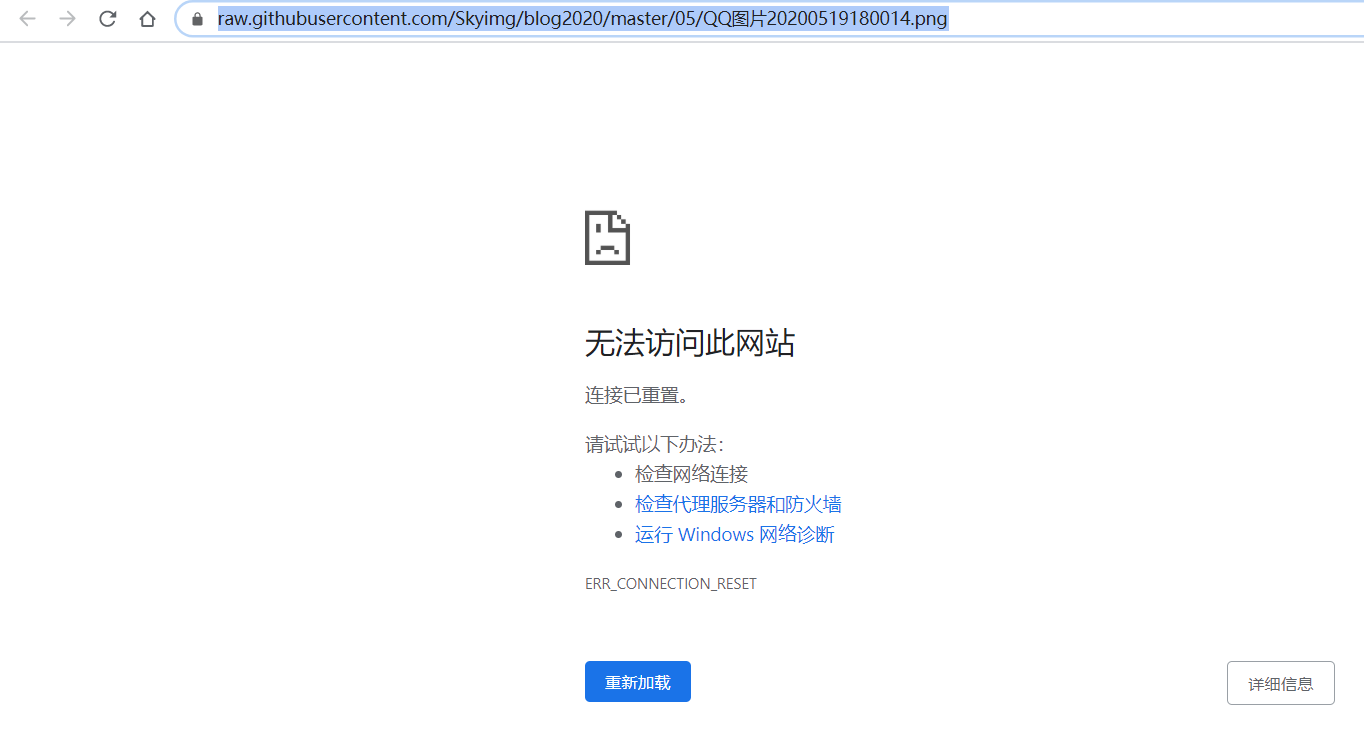 raw.githubusercontent.com/Skyimg/blog2020/master/05/QQ图片20200519180014.png
无法访问此网站
连接已重置。
请试试以下办法：
检查网络连接
检查代理服务器和防火墙
运行 Windows 网络诊断
ERR_CONNECTION_RESET
重新加载
详细信息